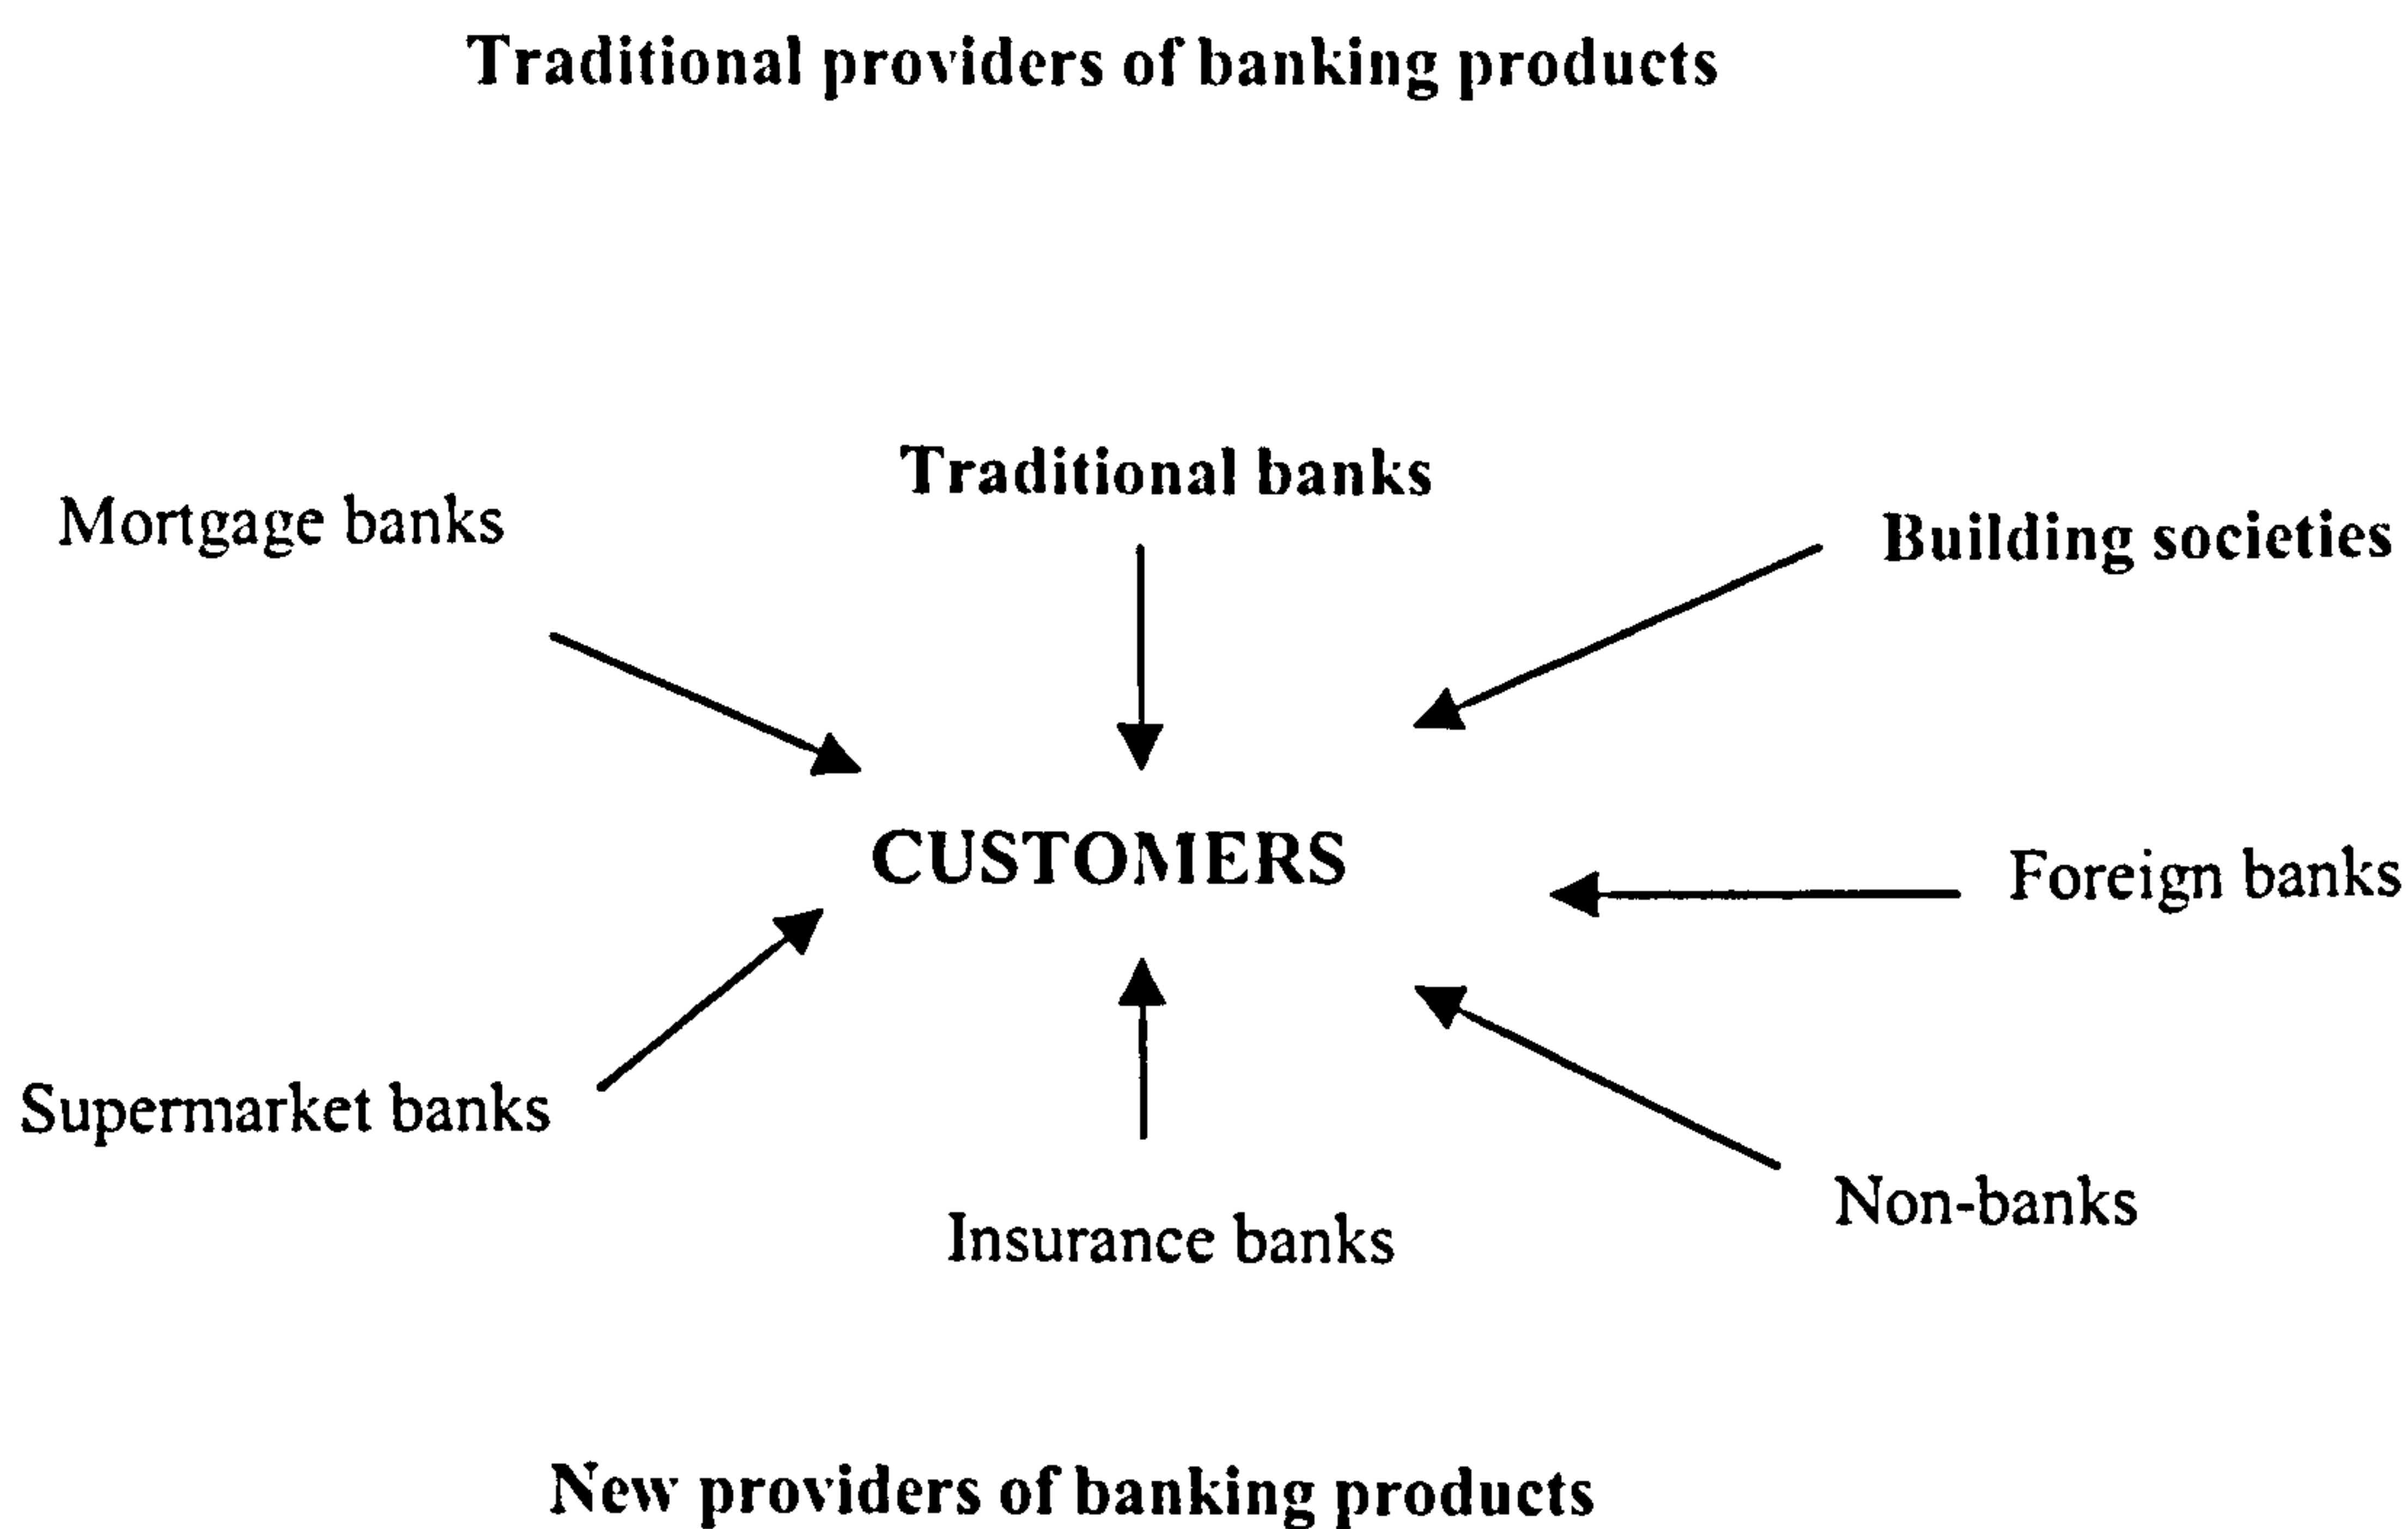 Traditional providers of banking products
Traditional banks
Mortgage banks
Building societies
CUSTOMERS
Foreign banks
Supermarket banks
Non-banks
Insurance banks
New providers of banking products